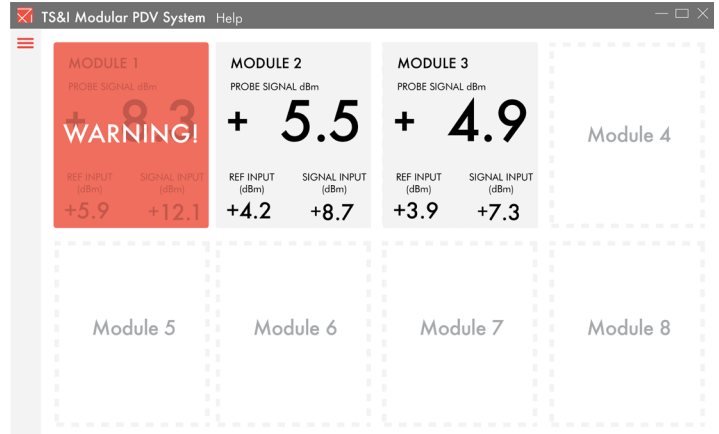 TS&I Modular PDV System Help
MODULE 1
PROBE SIGNAL dBm
+ 8.3
WARNING!
REF INPUT (dBm)
SIGNAL INPUT (dBm)
+5.9 +12.1
MODULE 2
PROBE SIGNAL dBm
+ 5.5
REF INPUT (dBm)
SIGNAL INPUT (dBm)
+4.2 +8.7
MODULE 3
PROBE SIGNAL dBm
+ 4.9
REF INPUT (dBm)
SIGNAL INPUT (dBm)
+3.9 +7.3
Module 4
Module 5
Module 6
Module 7
Module 8